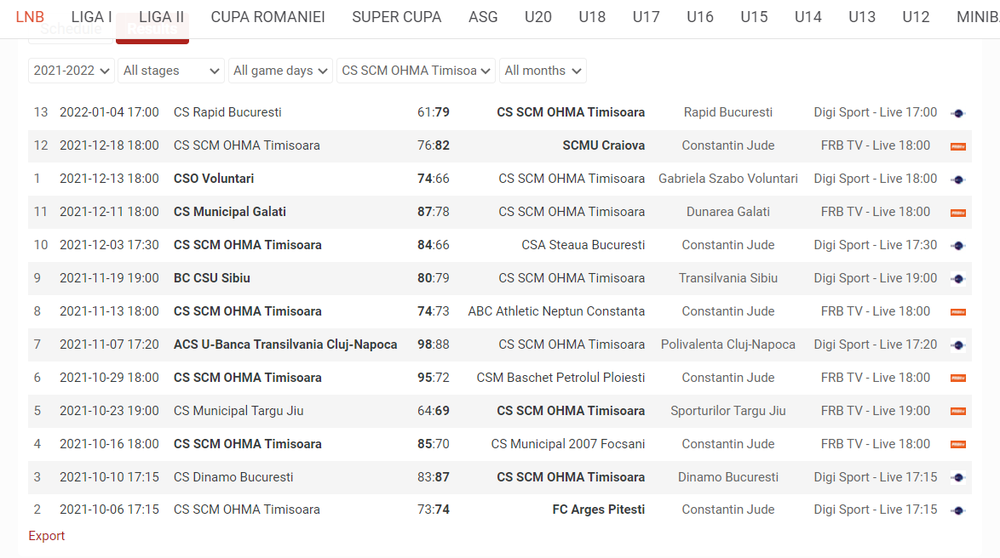 LNB LIGA I LIGA II CUPA ROMANIEI SUPER CUPA ASG U20 U18 U17 U16 U15 U14 U13 U12 MINIB
Schedule Results
2021-2022 All stages All game days CS SCM OHMA Timisoa All months
13 2022-01-04 17:00 CS Rapid Bucuresti 61:79 CS SCM OHMA Timisoara Rapid Bucuresti Digi Sport - Live 17:00
12 2021-12-18 18:00 CS SCM OHMA Timisoara 76:82 SCMU Craiova Constantin Jude FRB TV - Live 18:00
1 2021-12-13 18:00 CSO Voluntari 74:66 CS SCM OHMA Timisoara Gabriela Szabo Voluntari Digi Sport - Live 18:00
11 2021-12-11 18:00 CS Municipal Galati 87:78 CS SCM OHMA Timisoara Dunarea Galati FRB TV - Live 18:00
10 2021-12-03 17:30 CS SCM OHMA Timisoara 84:66 CSA Steaua Bucuresti Constantin Jude Digi Sport - Live 17:30
9 2021-11-19 19:00 BC CSU Sibiu 80:79 CS SCM OHMA Timisoara Transilvania Sibiu Digi Sport - Live 19:00
8 2021-11-13 18:00 CS SCM OHMA Timisoara 74:73 ABC Athletic Neptun Constanta Constantin Jude FRB TV - Live 18:00
7 2021-11-07 17:20 ACS U-Banca Transilvania Cluj-Napoca 98:88 CS SCM OHMA Timisoara Polivalenta Cluj-Napoca Digi Sport - Live 17:20
6 2021-10-29 18:00 CS SCM OHMA Timisoara 95:72 CSM Baschet Petrolul Ploiesti Constantin Jude FRB TV - Live 18:00
5 2021-10-23 19:00 CS Municipal Targu Jiu 64:69 CS SCM OHMA Timisoara Sporturilor Targu Jiu FRB TV - Live 19:00
4 2021-10-16 18:00 CS SCM OHMA Timisoara 85:70 CS Municipal 2007 Focsani Constantin Jude FRB TV - Live 18:00
3 2021-10-10 17:15 CS Dinamo Bucuresti 83:87 CS SCM OHMA Timisoara Dinamo Bucuresti Digi Sport - Live 17:15
2 2021-10-06 17:15 CS SCM OHMA Timisoara 73:74 FC Arges Pitesti Constantin Jude Digi Sport - Live 17:15
Export